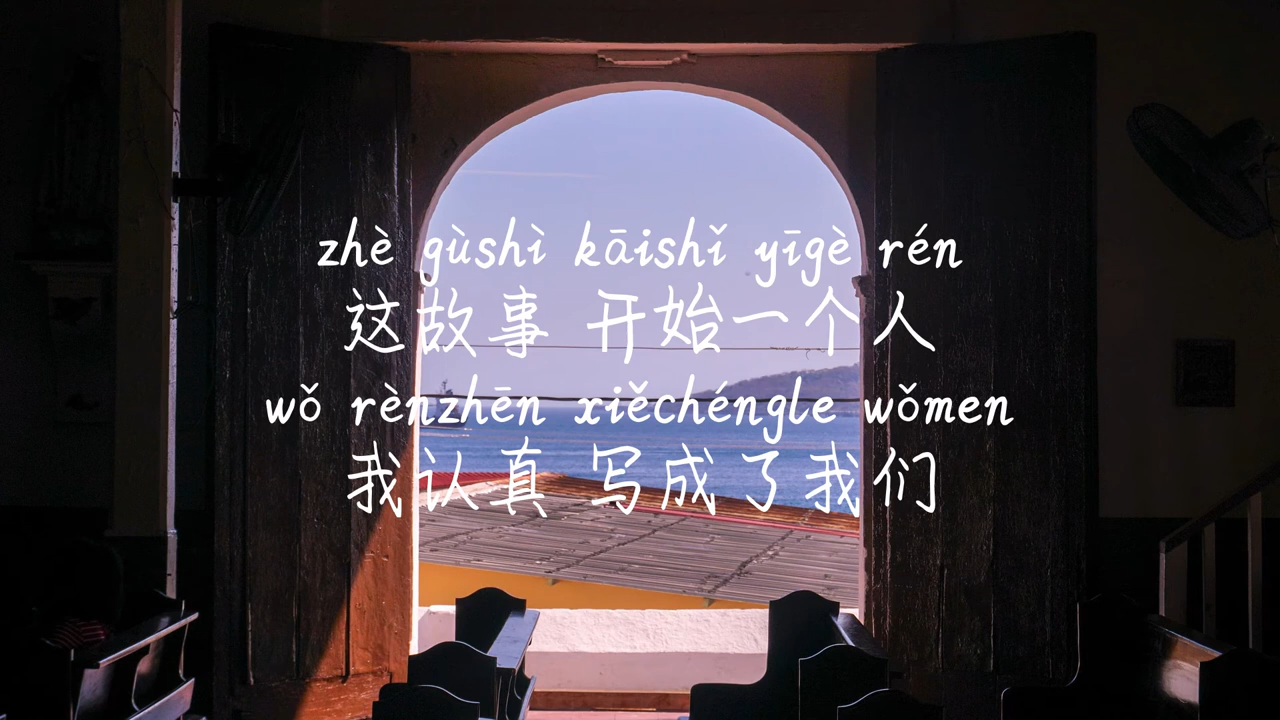 zhè gùshì kāishǐ yīgè rén
这故事 开始一个人
wǒ rènzhēn xiěchéngle wǒmen
我认真 写成了我们